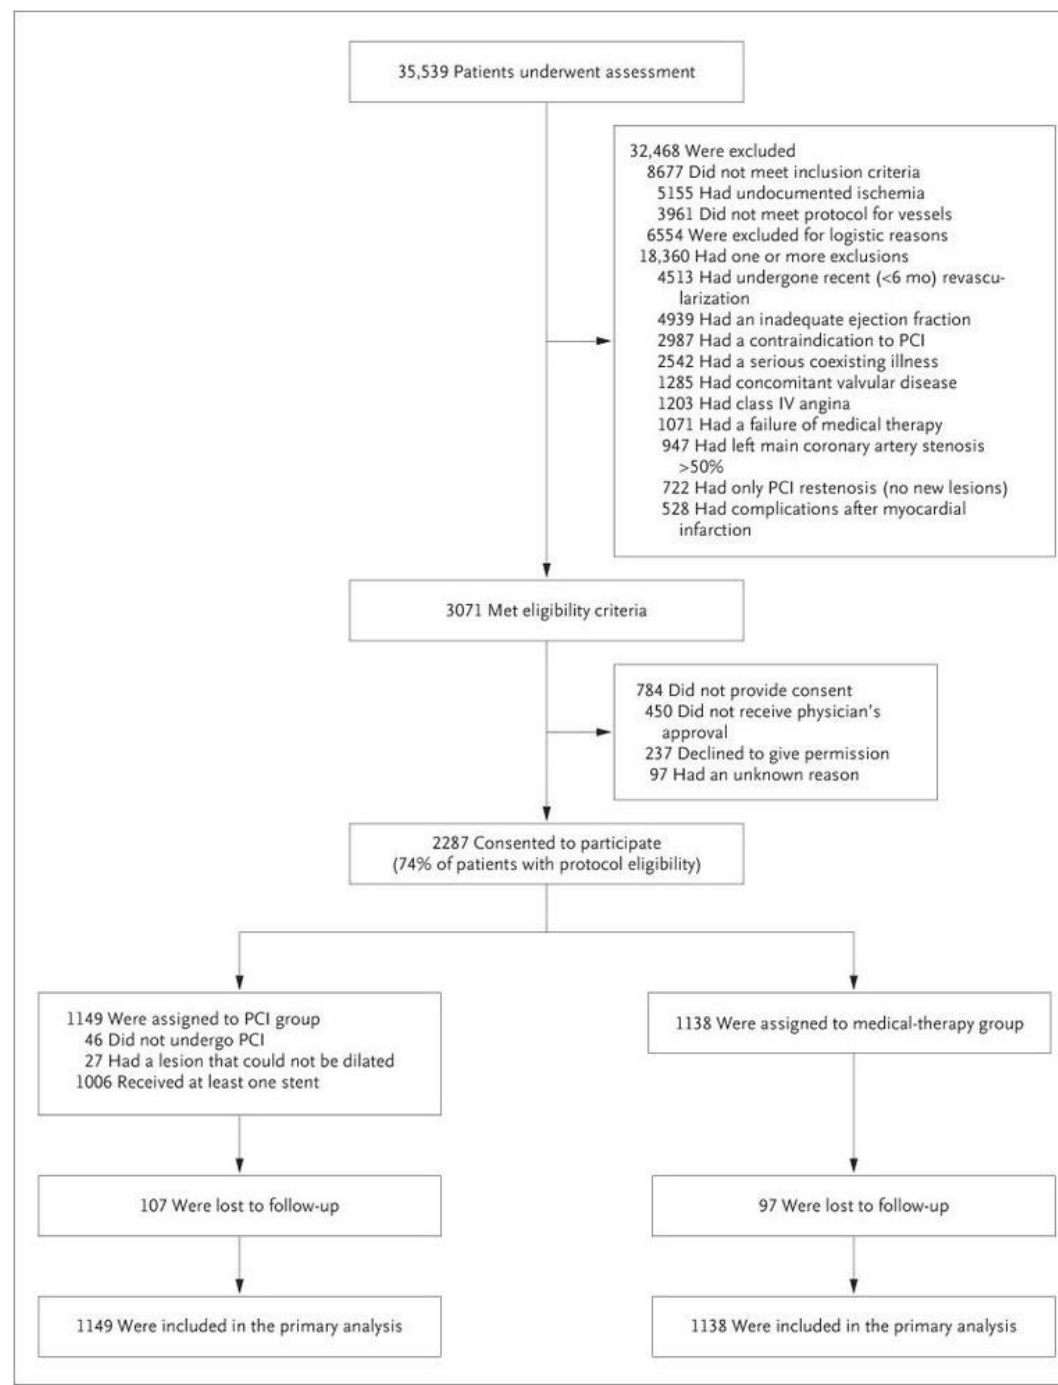 35,539 Patients underwent assessment
32,468 Were excluded
8677 Did not meet inclusion criteria
5155 Had undocumented ischemia
3961 Did not meet protocol for vessels
6554 Were excluded for logistic reasons
18,360 Had one or more exclusions
4513 Had undergone recent (<6 mo) revascu-
larization
4939 Had an inadequate ejection fraction
2987 Had a contraindication to PCI
2542 Had a serious coexisting illness
1285 Had concomitant valvular disease
1203 Had class IV angina
1071 Had a failure of medical therapy
947 Had left main coronary artery stenosis
>50%
722 Had only PCI restenosis (no new lesions)
528 Had complications after myocardial
infarction
3071 Met eligibility criteria
784 Did not provide consent
450 Did not receive physician's
approval
237 Declined to give permission
97 Had an unknown reason
2287 Consented to participate
(74% of patients with protocol eligibility)
1149 Were assigned to PCI group
46 Did not undergo PCI
27 Had a lesion that could not be dilated
1006 Received at least one stent
1138 Were assigned to medical-therapy group
107 Were lost to follow-up
97 Were lost to follow-up
1149 Were included in the primary analysis
1138 Were included in the primary analysis